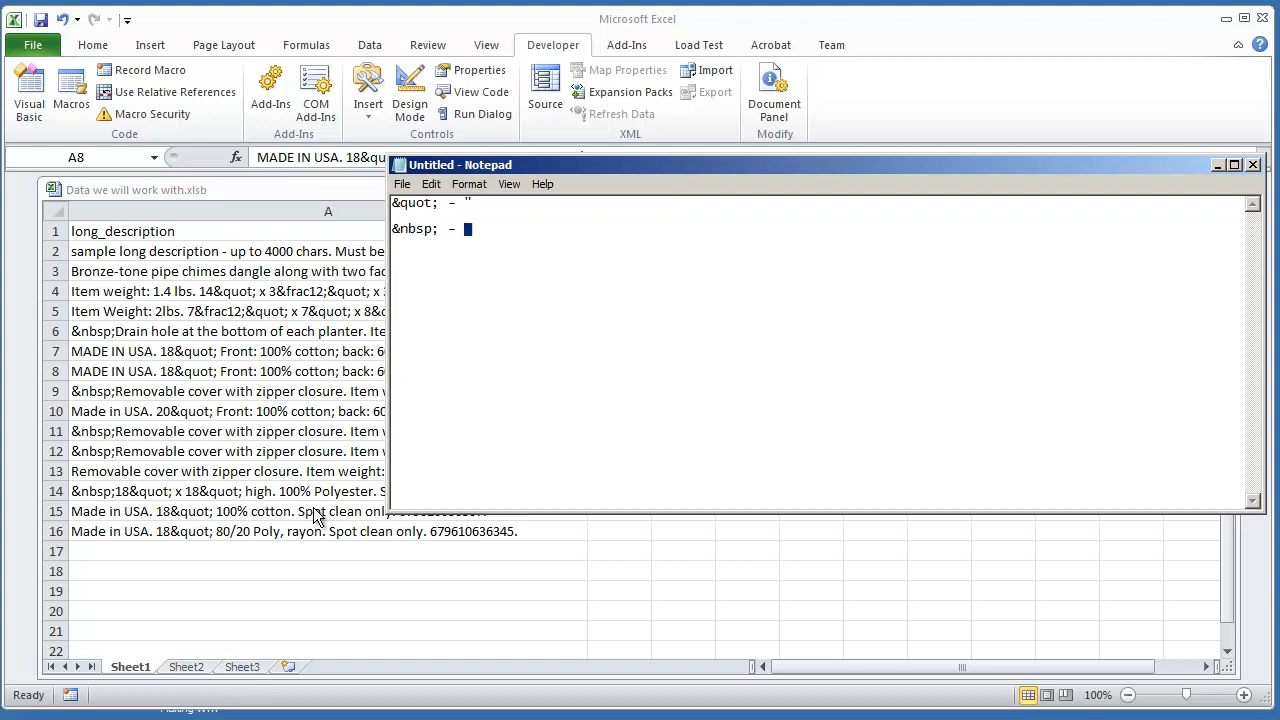 Microsoft Excel
File Home Insert Page Layout Formulas Data Review View Developer Add-Ins Load Test Acrobat Team
Visual Basic
Macros
Record Macro
Use Relative References
Macro Security
Code
Add-Ins
COM Add-Ins
Add-Ins
Insert
Design Mode
Properties
View Code
Run Dialog
Controls
Source
Map Properties
Expansion Packs
Refresh Data
Import
Export
XML
Document Panel
Modify
A8 fx MADE IN USA. 18&qu
Untitled - Notepad
File Edit Format View Help
&quot; - "
&nbsp; -
Data we will work with.xlsb
A
1 long_description
2 sample long description - up to 4000 chars. Must be
3 Bronze-tone pipe chimes dangle along with two fac
4 Item weight: 1.4 lbs. 14&quot; x 3&frac12;&quot; x
5 Item Weight: 2lbs. 7&frac12;&quot; x 7&quot; x 8&q
6 &nbsp;Drain hole at the bottom of each planter. Ite
7 MADE IN USA. 18&quot; Front: 100% cotton; back: 6
8 MADE IN USA. 18&quot; Front: 100% cotton; back: 6
9 &nbsp;Removable cover with zipper closure. Item w
10 Made in USA. 20&quot; Front: 100% cotton; back: 60
11 &nbsp;Removable cover with zipper closure. Item w
12 &nbsp;Removable cover with zipper closure. Item w
13 Removable cover with zipper closure. Item weight:
14 &nbsp;18&quot; x 18&quot; high. 100% Polyester. S
15 Made in USA. 18&quot; 100% cotton. Spot clean only.
16 Made in USA. 18&quot; 80/20 Poly, rayon. Spot clean only. 679610636345.
17
18
19
20
21
22
Sheet1 Sheet2 Sheet3
Ready 100%